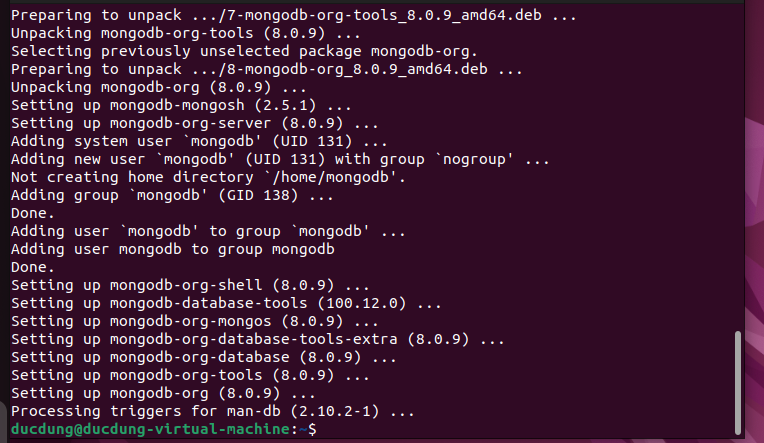 Preparing to unpack .../7-mongodb-org-tools_8.0.9_amd64.deb ...
Unpacking mongodb-org-tools (8.0.9) ...
Selecting previously unselected package mongodb-org.
Preparing to unpack .../8-mongodb-org_8.0.9_amd64.deb ...
Unpacking mongodb-org (8.0.9) ...
Setting up mongodb-mongosh (2.5.1) ...
Setting up mongodb-org-server (8.0.9) ...
Adding system user `mongodb' (UID 131) ...
Adding new user `mongodb' (UID 131) with group `nogroup' ...
Not creating home directory `/home/mongodb'.
Adding group `mongodb' (GID 138) ...
Done.
Adding user `mongodb' to group `mongodb' ...
Adding user mongodb to group mongodb
Done.
Setting up mongodb-org-shell (8.0.9) ...
Setting up mongodb-database-tools (100.12.0) ...
Setting up mongodb-org-mongos (8.0.9) ...
Setting up mongodb-org-database-tools-extra (8.0.9) ...
Setting up mongodb-org-database (8.0.9) ...
Setting up mongodb-org-tools (8.0.9) ...
Setting up mongodb-org (8.0.9) ...
Processing triggers for man-db (2.10.2-1) ...
ducdung@ducdung-virtual-machine:~$